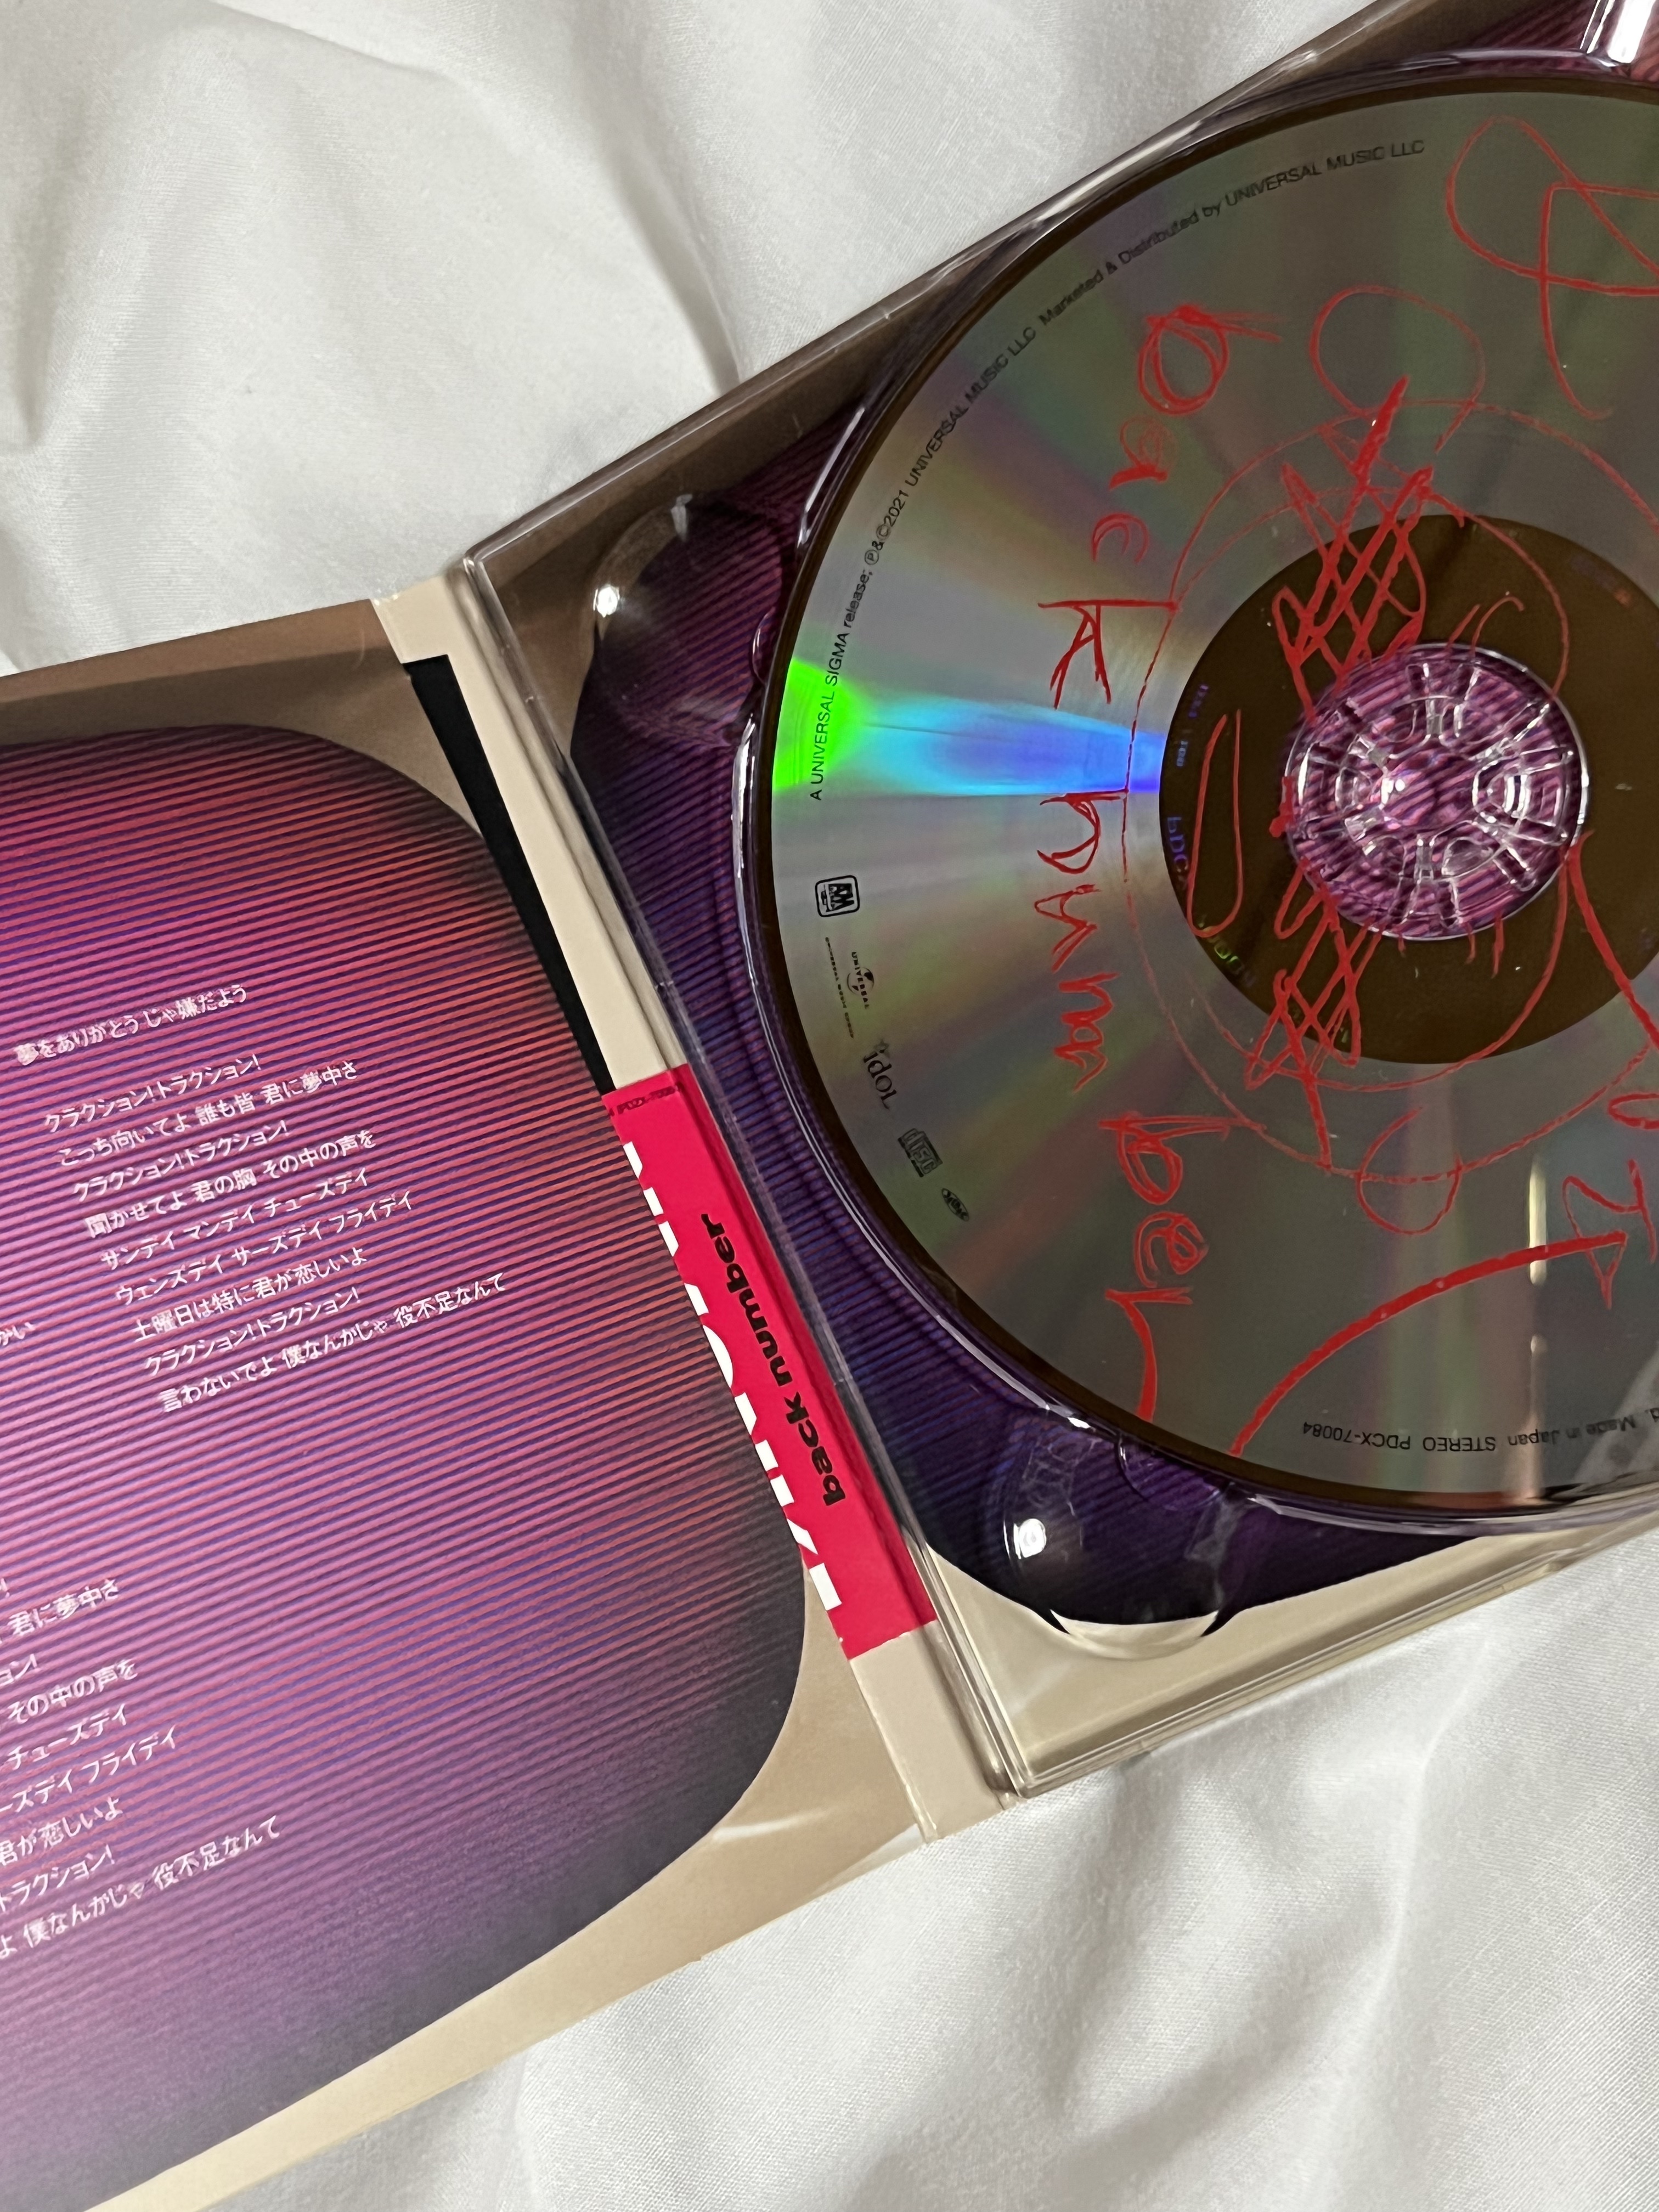 夢をありがとうじゃ嫌だよう
クラクション!トラクション!
こっち向いてよ 誰も皆 君に夢中さ
クラクション!トラクション!
聞かせてよ 君の胸 その中の声を
サンデイ マンデイ チューズデイ
ウェンズデイ サーズデイ フライデイ
土曜日は特に君が恋しいよ
クラクション!トラクション!
言わないでよ 僕なんかじゃ 役不足なんて
君に夢中さ
その中の声を
チューズデイ
ーズデイ フライデイ
君が恋しいよ
トラクション!
よ 僕なんかじゃ 役不足なんて
back number
A UNIVERSAL SIGMA release; ℗&©2021 UNIVERSAL MUSIC LLC Marketed & Distributed by UNIVERSAL MUSIC LLC
back number
UNIVERSAL
idol
disc
Made in Japan STEREO PDCX-70084